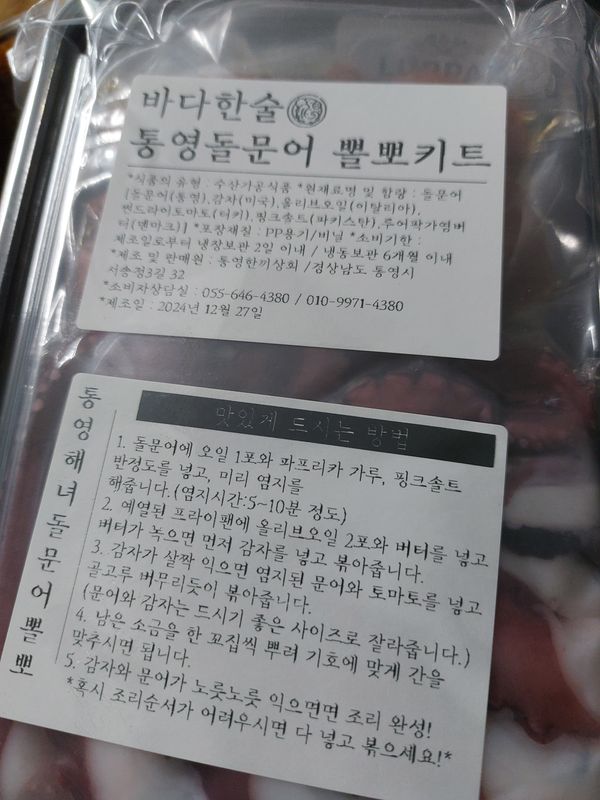 바다한술
통영돌문어 뽈뽀키트
*식품의 유형 : 수산가공식품 *원재료명 및 함량 : 돌문어
[돌문어(통영),감자(미국),올리브오일(이탈리아),
썬드라이토마토(터키),핑크솔트(파키스탄),루어팍가염버
터(덴마크)] *포장재질 : PP용기/비닐 *소비기한 :
제조일로부터 냉장보관 2일 이내 / 냉동보관 6개월 이내
*제조 및 판매원 : 통영한끼상회 /경상남도 통영시
서송정3길 32
*소비자상담실 : 055-646-4380 / 010-9971-4380
*제조일 : 2024년 12월 27일
통영해녀돌문어뽈뽀
맛있게 드시는 방법
1. 돌문어에 오일 1포와 파프리카 가루, 핑크솔트
반정도를 넣고, 미리 염지를
해줍니다.(염지시간:5~10분 정도)
2. 예열된 프라이팬에 올리브오일 2포와 버터를 넣고
버터가 녹으면 먼저 감자를 넣고 볶아줍니다.
3. 감자가 살짝 익으면 염지된 문어와 토마토를 넣고
골고루 버무리듯이 볶아줍니다.
(문어와 감자는 드시기 좋은 사이즈로 잘라줍니다.)
4. 남은 소금을 한 꼬집씩 뿌려 기호에 맞게 간을
맞추시면 됩니다.
5. 감자와 문어가 노릇노릇 익으면면 조리 완성!
*혹시 조리순서가 어려우시면 다 넣고 볶으세요!*